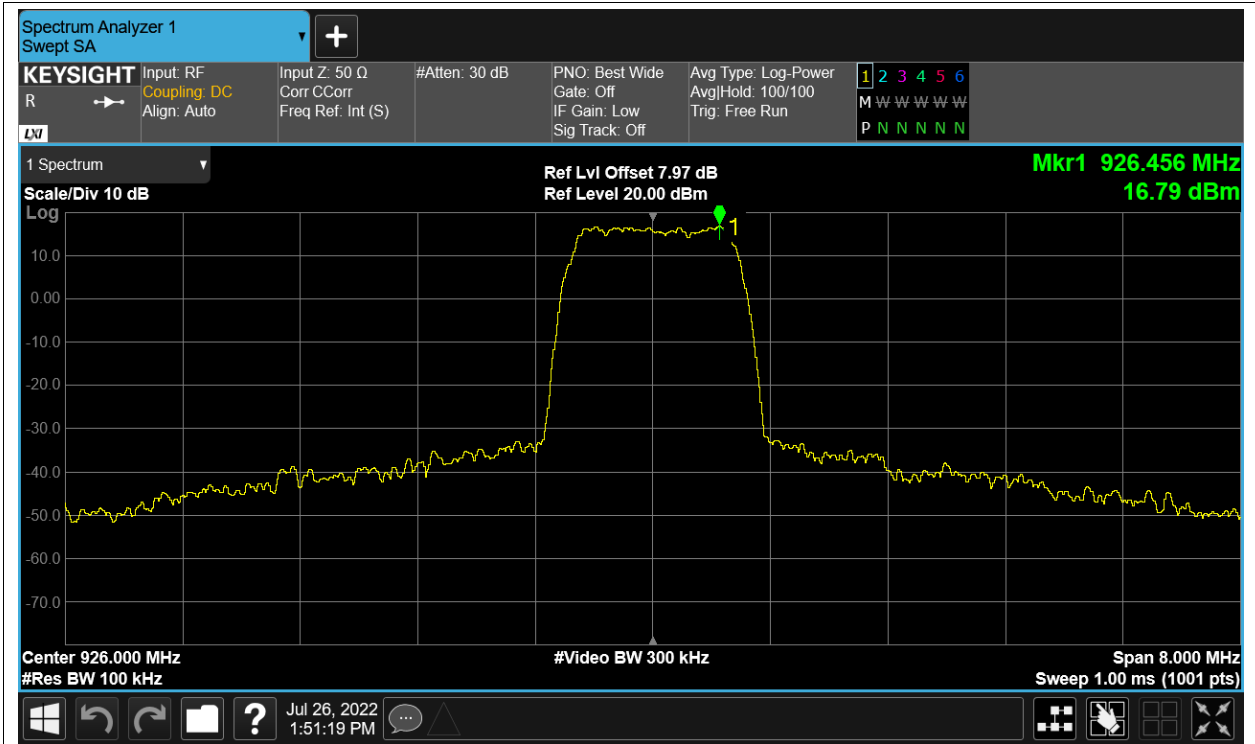 Spectrum Analyzer 1
Swept SA
+
KEYSIGHT
R
LXI
Input: RF
Coupling: DC
Align: Auto
Input Z: 50 Ω
Corr CCorr
Freq Ref: Int (S)
#Atten: 30 dB
PNO: Best Wide
Gate: Off
IF Gain: Low
Sig Track: Off
Avg Type: Log-Power
Avg|Hold: 100/100
Trig: Free Run
1 2 3 4 5 6
M W W W W W
P N N N N N
1 Spectrum
Scale/Div 10 dB
Log
Ref Lvl Offset 7.97 dB
Ref Level 20.00 dBm
Mkr1 926.456 MHz
16.79 dBm
1
10.0
0.00
-10.0
-20.0
-30.0
-40.0
-50.0
-60.0
-70.0
Center 926.000 MHz
#Res BW 100 kHz
#Video BW 300 kHz
Span 8.000 MHz
Sweep 1.00 ms (1001 pts)
?
Jul 26, 2022
1:51:19 PM